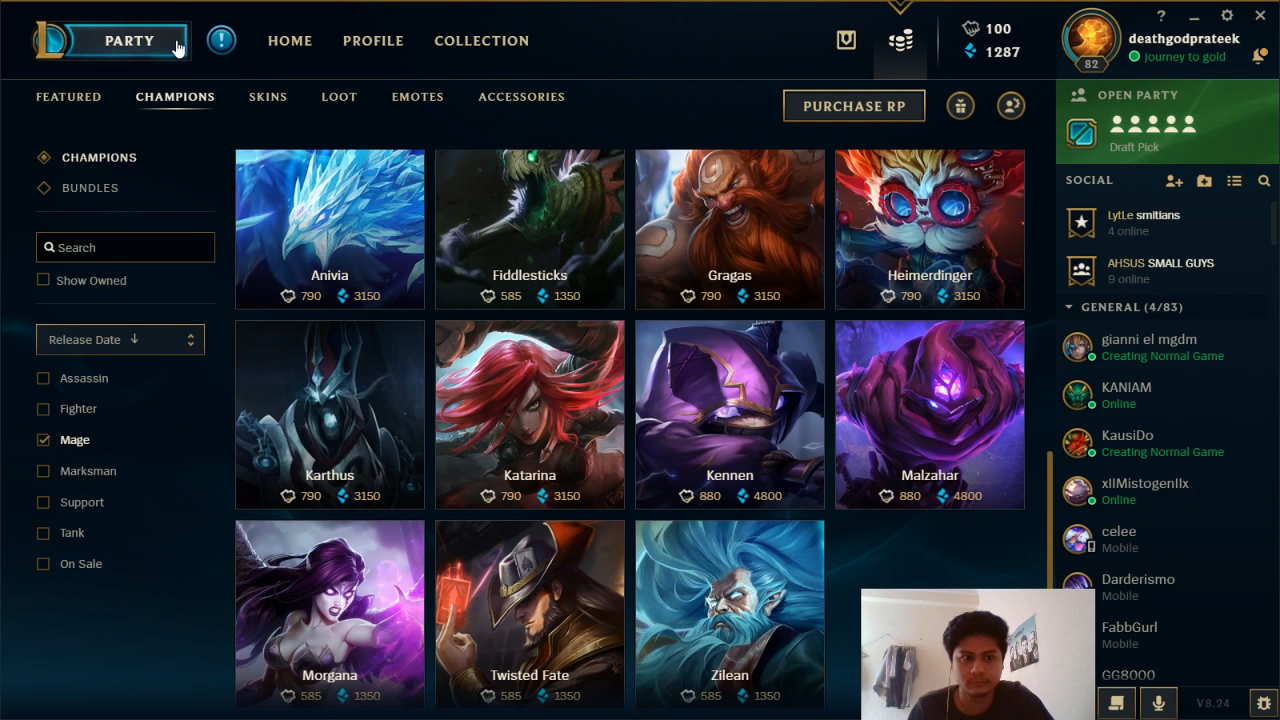 PARTY
HOME
PROFILE
COLLECTION
100
1287
?
deathgodprateek
journey to gold
82
FEATURED
CHAMPIONS
SKINS
LOOT
EMOTES
ACCESSORIES
PURCHASE RP
OPEN PARTY
Draft Pick
CHAMPIONS
BUNDLES
Search
Show Owned
Release Date
Assassin
Fighter
Mage
Marksman
Support
Tank
On Sale
Anivia
790 3150
Fiddlesticks
585 1350
Gragas
790 3150
Heimerdinger
790 3150
Karthus
790 3150
Katarina
790 3150
Kennen
880 4800
Malzahar
880 4800
Morgana
585 1350
Twisted Fate
585 1350
Zilean
585 1350
SOCIAL
LytLe smitians
4 online
AHSUS SMALL GUYS
9 online
GENERAL (4/83)
gianni el mgdm
Creating Normal Game
KANIAM
Online
KausiDo
Creating Normal Game
Online
celee
Mobile
Darderismo
Mobile
FabbGurl
Mobile
GG8000
V8.24